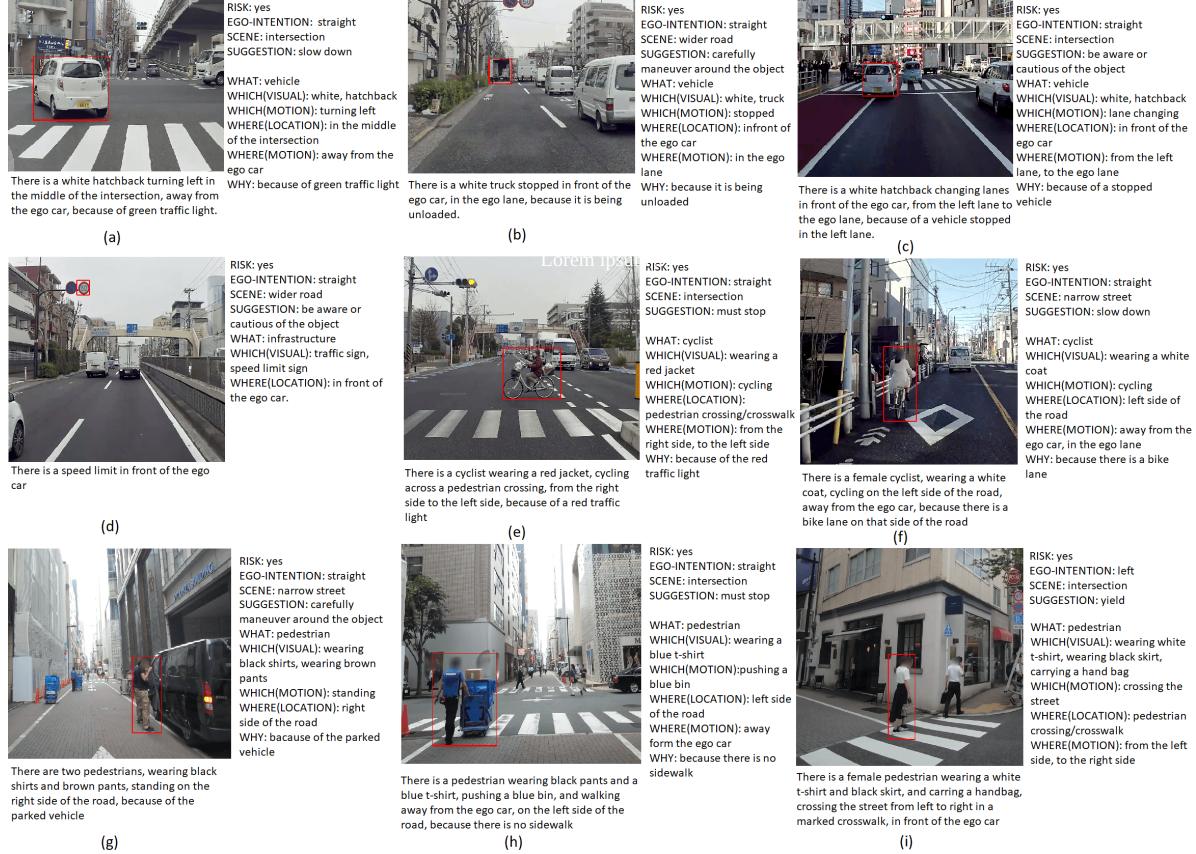 RISK: yes
EGO-INTENTION: straight
SCENE: intersection
SUGGESTION: slow down
WHAT: vehicle
WHICH(VISUAL): white, hatchback
WHICH(MOTION): turning left
WHERE(LOCATION): in the middle
of the intersection
WHERE(MOTION): away from the
ego car
WHY: because of green traffic light
There is a white hatchback turning left in
the middle of the intersection, away from
the ego car, because of green traffic light.
(a)
RISK: yes
EGO-INTENTION: straight
SCENE: wider road
SUGGESTION: carefully
maneuver around the object
WHAT: vehicle
WHICH(VISUAL): white, truck
WHICH(MOTION): stopped
WHERE(LOCATION): infront of
the ego car
WHERE(MOTION): in the ego
lane
WHY: because it is being
unloaded
There is a white truck stopped in front of the
ego car, in the ego lane, because it is being
unloaded.
(b)
RISK: yes
EGO-INTENTION: straight
SCENE: intersection
SUGGESTION: be aware or
cautious of the object
WHAT: vehicle
WHICH(VISUAL): white, hatchback
WHICH(MOTION): lane changing
WHERE(LOCATION): in front of the
ego car
WHERE(MOTION): from the left
lane, to the ego lane
WHY: because of a stopped
vehicle
There is a white hatchback changing lanes
in front of the ego car, from the left lane to
the ego lane, because of a vehicle stopped
in the left lane.
(c)
RISK: yes
EGO-INTENTION: straight
SCENE: wider road
SUGGESTION: be aware or
cautious of the object
WHAT: infrastructure
WHICH(VISUAL): traffic sign,
speed limit sign
WHERE(LOCATION): in front of
the ego car.
There is a speed limit in front of the ego
car
(d)
Lorem ipsu
RISK: yes
EGO-INTENTION: straight
SCENE: intersection
SUGGESTION: must stop
WHAT: cyclist
WHICH(VISUAL): wearing a
red jacket
WHICH(MOTION): cycling
WHERE(LOCATION):
pedestrian crossing/crosswalk
WHERE(MOTION): from the
right side, to the left side
WHY: because of the red
traffic light
There is a cyclist wearing a red jacket, cycling
across a pedestrian crossing, from the right
side to the left side, because of a red traffic
light
(e)
RISK: yes
EGO-INTENTION: straight
SCENE: narrow street
SUGGESTION: slow down
WHAT: cyclist
WHICH(VISUAL): wearing a white
coat
WHICH(MOTION): cycling
WHERE(LOCATION): left side of
the road
WHERE(MOTION): away from the
ego car, in the ego lane
WHY: because there is a bike
lane
There is a female cyclist, wearing a white
coat, cycling on the left side of the road,
away from the ego car, because there is a
bike lane on that side of the road
(f)
RISK: yes
EGO-INTENTION: straight
SCENE: narrow street
SUGGESTION: carefully
maneuver around the object
WHAT: pedestrian
WHICH(VISUAL): wearing
black shirts, wearing brown
pants
WHICH(MOTION): standing
WHERE(LOCATION): right
side of the road
WHY: bacause of the parked
vehicle
There are two pedestrians, wearing black
shirts and brown pants, standing on the
right side of the road, because of the
parked vehicle
(g)
RISK: yes
EGO-INTENTION: straight
SCENE: intersection
SUGGESTION: must stop
WHAT: pedestrian
WHICH(VISUAL): wearing a
blue t-shirt
WHICH(MOTION):pushing a
blue bin
WHERE(LOCATION): left side
of the road
WHERE(MOTION): away
form the ego car
WHY: because there is no
sidewalk
There is a pedestrian wearing black pants and a
blue t-shirt, pushing a blue bin, and walking
away from the ego car, on the left side of the
road, because there is no sidewalk
(h)
RISK: yes
EGO-INTENTION: left
SCENE: intersection
SUGGESTION: yield
WHAT: pedestrian
WHICH(VISUAL): wearing white
t-shirt, wearing black skirt,
carrying a hand bag
WHICH(MOTION): crossing the
street
WHERE(LOCATION): pedestrian
crossing/crosswalk
WHERE(MOTION): from the left
side, to the right side
There is a female pedestrian wearing a white
t-shirt and black skirt, and carring a handbag,
crossing the street from left to right in a
marked crosswalk, in front of the ego car
(i)